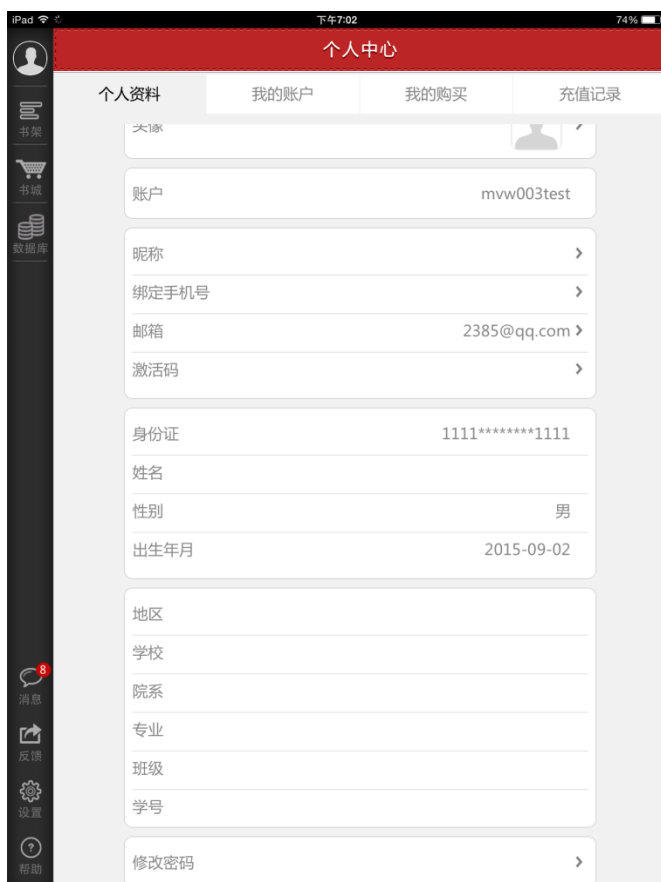 iPad 下午7:02 74%
个人中心
个人资料 我的账户 我的购买 充值记录
书架
书城
数据库
头像
账户 mvw003test
昵称
绑定手机号
邮箱 2385@qq.com
激活码
身份证 1111********1111
姓名
性别 男
出生年月 2015-09-02
地区
学校
院系
专业
班级
学号
修改密码
8
消息
反馈
设置
?
帮助